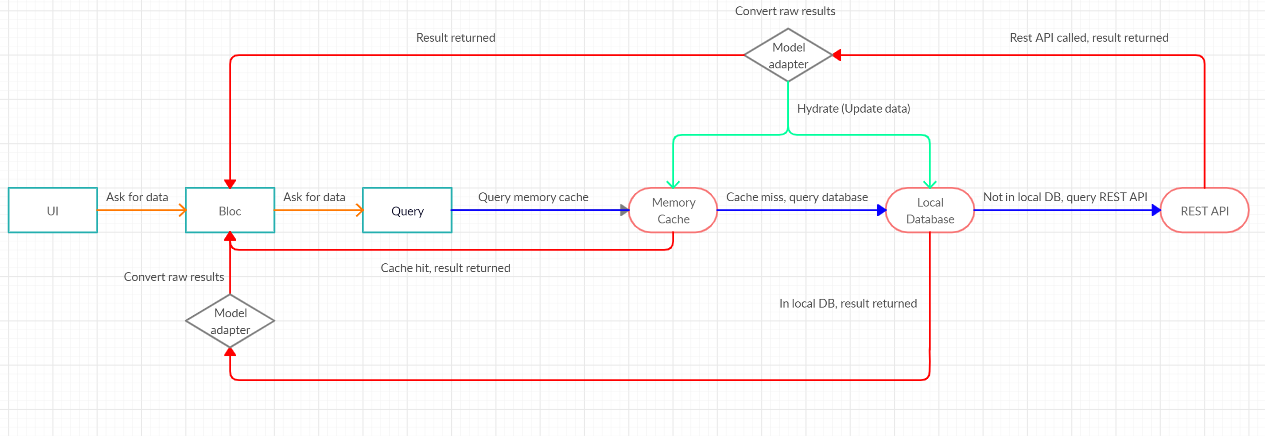 Convert raw results
Result returned
Model
adapter
Rest API called, result returned
Hydrate (Update data)
UI
Ask for data
Bloc
Ask for data
Query
Query memory cache
Memory
Cache
Cache miss, query database
Local
Database
Not in local DB, query REST API
REST API
Cache hit, result returned
Convert raw results
Model
adapter
In local DB, result returned